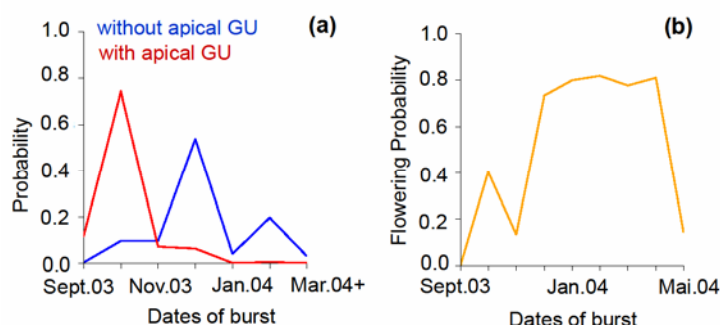 (a)
without apical GU
with apical GU
Probability
1.0
0.8
0.6
0.4
0.2
0.0
Sept.03 Nov.03 Jan.04 Mar.04+
Dates of burst
(b)
Flowering Probability
1.0
0.8
0.6
0.4
0.2
0.0
Sept.03 Jan.04 Mai.04
Dates of burst